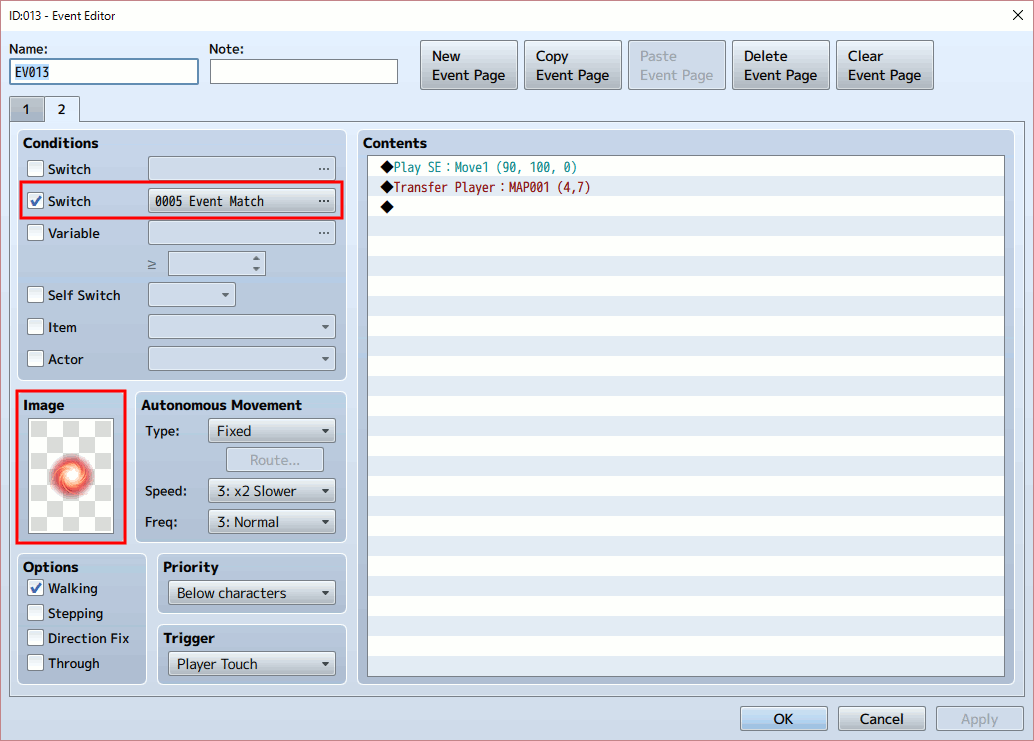 ID:013 - Event Editor
Name:
Note:
EV013
New
Event Page
Copy
Event Page
Paste
Event Page
Delete
Event Page
Clear
Event Page
1
2
Conditions
Switch
...
Switch
0005 Event Match
...
Variable
...
≥
Self Switch
Item
Actor
Image
Autonomous Movement
Type:
Fixed
Route...
Speed:
3: x2 Slower
Freq:
3: Normal
Options
Walking
Stepping
Direction Fix
Through
Priority
Below characters
Trigger
Player Touch
Contents
◆Play SE : Move1 (90, 100, 0)
◆Transfer Player : MAP001 (4,7)
◆
OK
Cancel
Apply